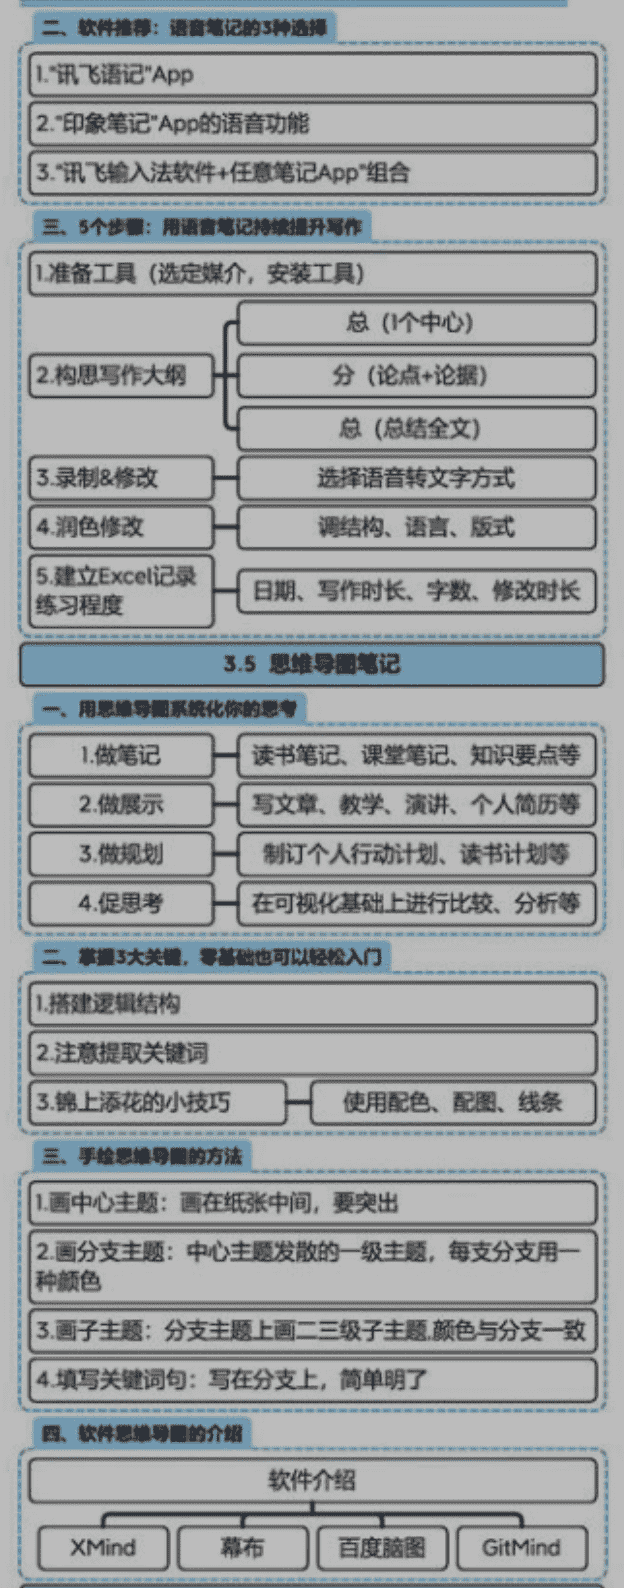 二、软件推荐：语音笔记的3种选择
1.“讯飞语记”App
2.“印象笔记”App的语音功能
3.“讯飞输入法软件+任意笔记App”组合
三、5个步骤：用语音笔记持续提升写作
1.准备工具（选定媒介，安装工具）
总（1个中心）
2.构思写作大纲
分（论点+论据）
总（总结全文）
3.录制&修改
选择语音转文字方式
4.润色修改
调结构、语言、版式
5.建立Excel记录
练习程度
日期、写作时长、字数、修改时长
3.5 思维导图笔记
一、用思维导图系统化你的思考
1.做笔记
读书笔记、课堂笔记、知识要点等
2.做展示
写文章、教学、演讲、个人简历等
3.做规划
制订个人行动计划、读书计划等
4.促思考
在可视化基础上进行比较、分析等
二、掌握3大关键，零基础也可以轻松入门
1.搭建逻辑结构
2.注意提取关键词
3.锦上添花的小技巧
使用配色、配图、线条
三、手绘思维导图的方法
1.画中心主题：画在纸张中间，要突出
2.画分支主题：中心主题发散的一级主题，每支分支用一
种颜色
3.画子主题：分支主题上画二三级子主题,颜色与分支一致
4.填写关键词句：写在分支上，简单明了
四、软件思维导图的介绍
软件介绍
XMind
幕布
百度脑图
GitMind